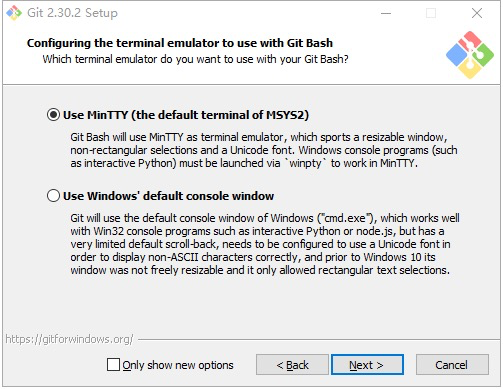 Git 2.30.2 Setup
Configuring the terminal emulator to use with Git Bash
Which terminal emulator do you want to use with your Git Bash?
Use MinTTY (the default terminal of MSYS2)
Git Bash will use MinTTY as terminal emulator, which sports a resizable window,
non-rectangular selections and a Unicode font. Windows console programs (such
as interactive Python) must be launched via `winpty` to work in MinTTY.
Use Windows' default console window
Git will use the default console window of Windows ("cmd.exe"), which works well
with Win32 console programs such as interactive Python or node.js, but has a
very limited default scroll-back, needs to be configured to use a Unicode font in
order to display non-ASCII characters correctly, and prior to Windows 10 its
window was not freely resizable and it only allowed rectangular text selections.
https://gitforwindows.org/
Only show new options
< Back
Next >
Cancel